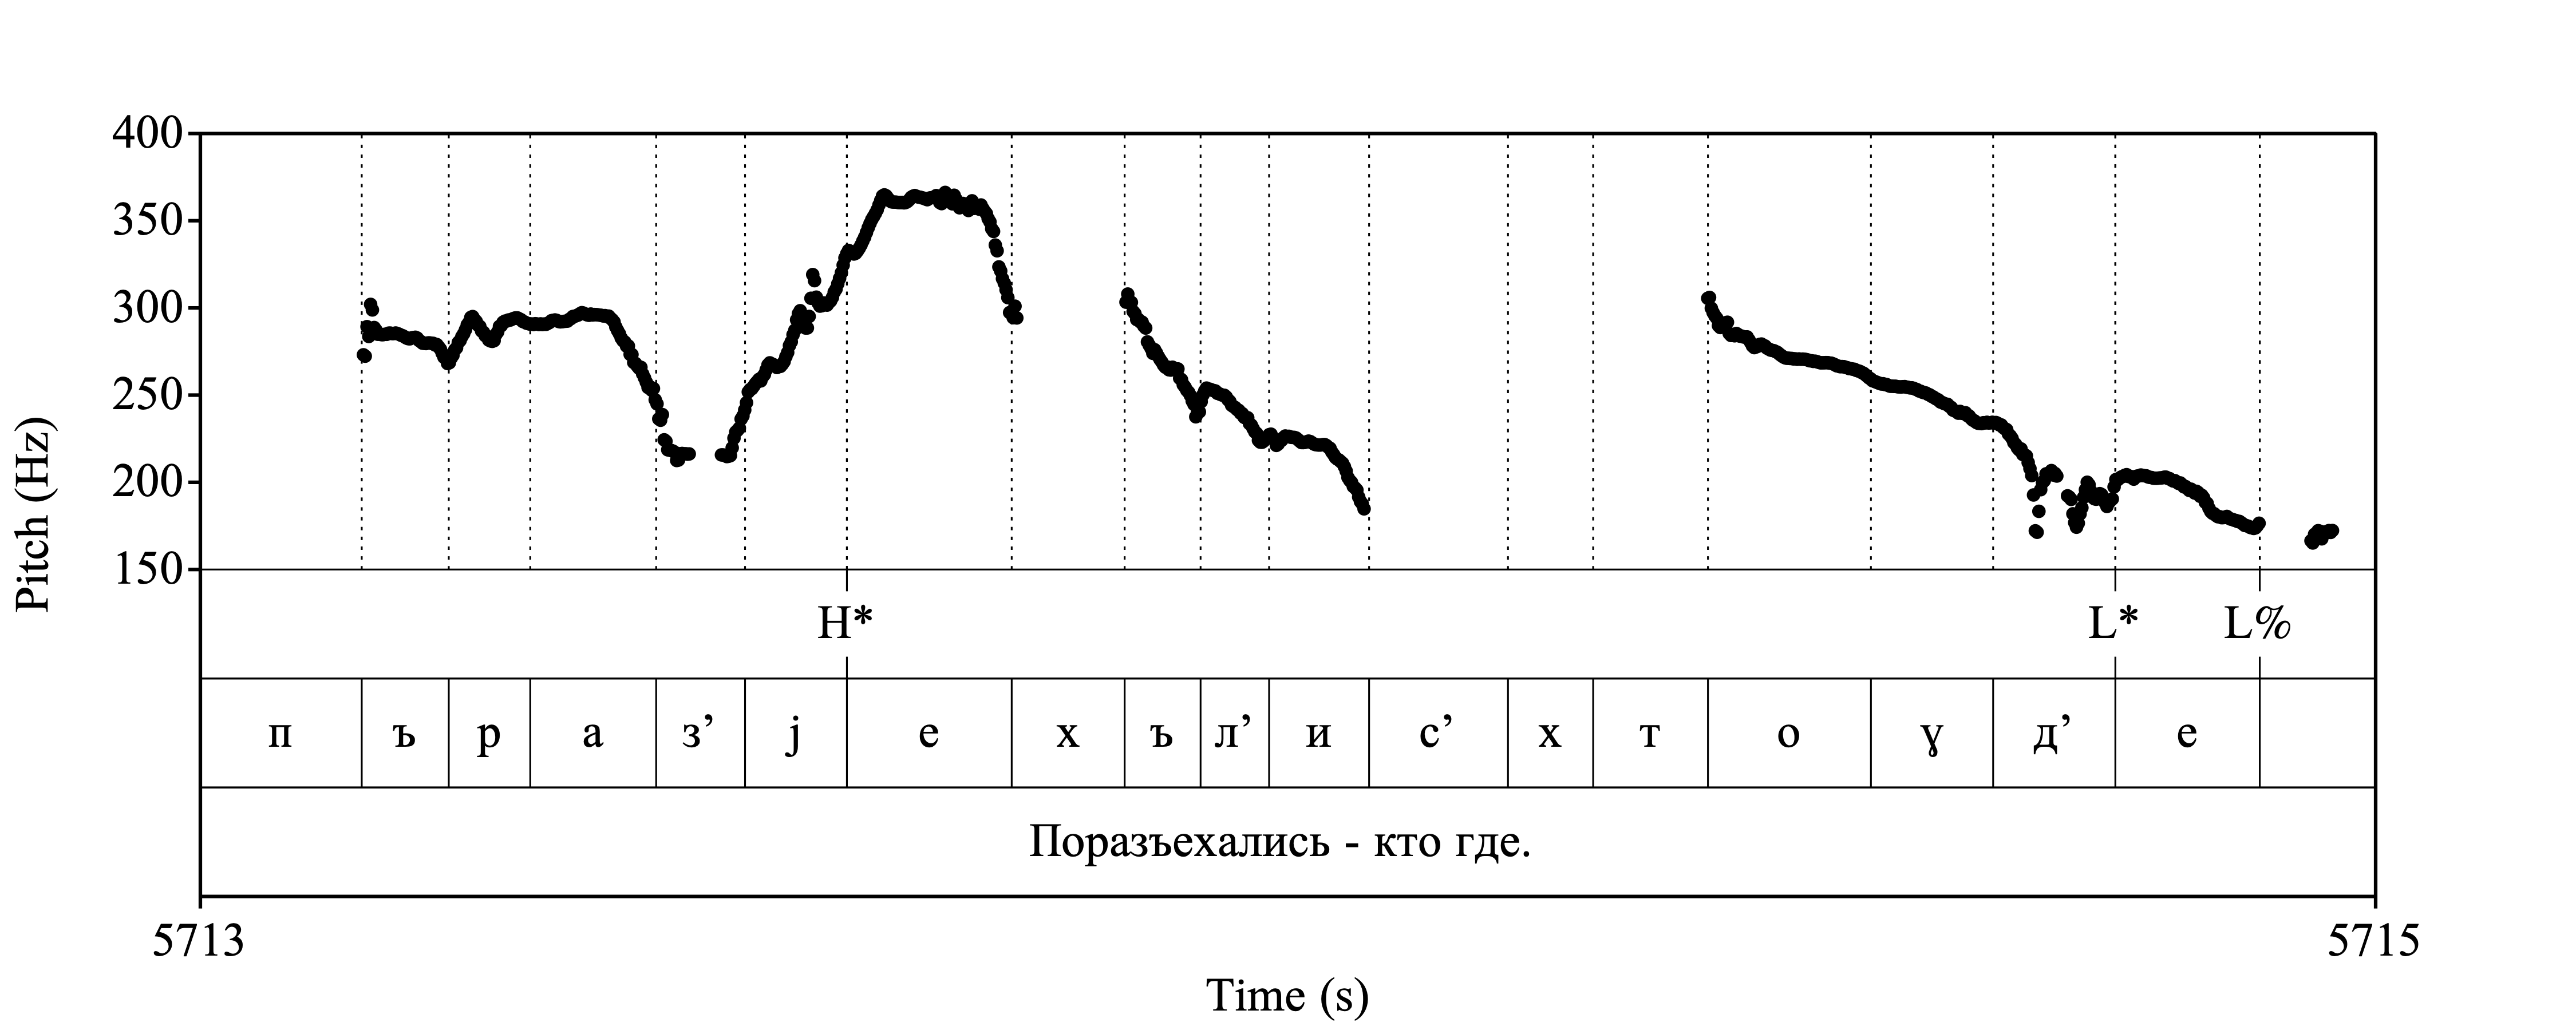 400
350
300
250
200
150
Pitch (Hz)
H* L* L%
п ъ р а з’ j е х ъ л’ и с’ х т о ɣ д’ е
Поразъехались - кто где.
5713 5715
Time (s)